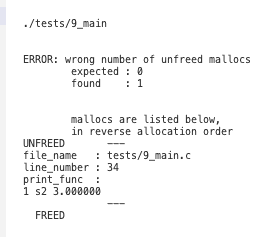 ./tests/9_main
ERROR: wrong number of unfreed mallocs
expected : 0
found    : 1
mallocs are listed below,
in reverse allocation order
UNFREED       ---
file_name   : tests/9_main.c
line_number : 34
print_func  :
1 s2 3.000000
---
FREED